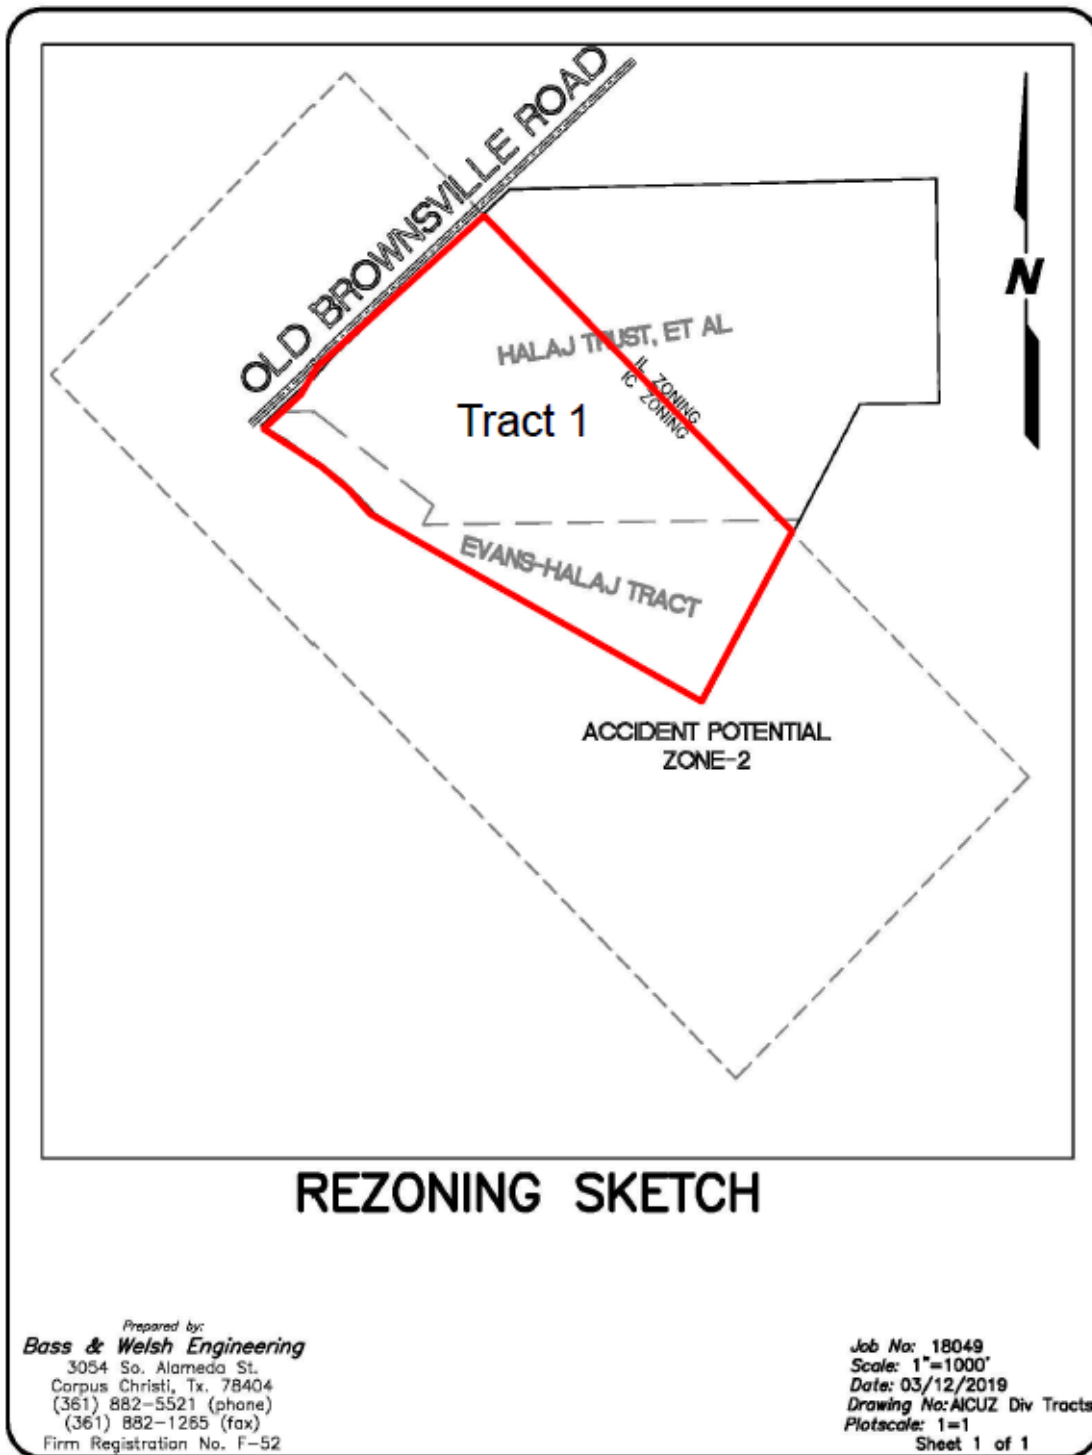 OLD BROWNSVILLE ROAD
N
HALAJ TRUST, ET AL
IL ZONING
IC ZONING
Tract 1
EVANS-HALAJ TRACT
ACCIDENT POTENTIAL
ZONE-2
REZONING SKETCH
Prepared by:
Bass & Welsh Engineering
3054 So. Alameda St.
Corpus Christi, Tx. 78404
(361) 882-5521 (phone)
(361) 882-1265 (fax)
Firm Registration No. F-52
Job No: 18049
Scale: 1"=1000'
Date: 03/12/2019
Drawing No: AICUZ Div Tracts
Plotscale: 1=1
Sheet 1 of 1